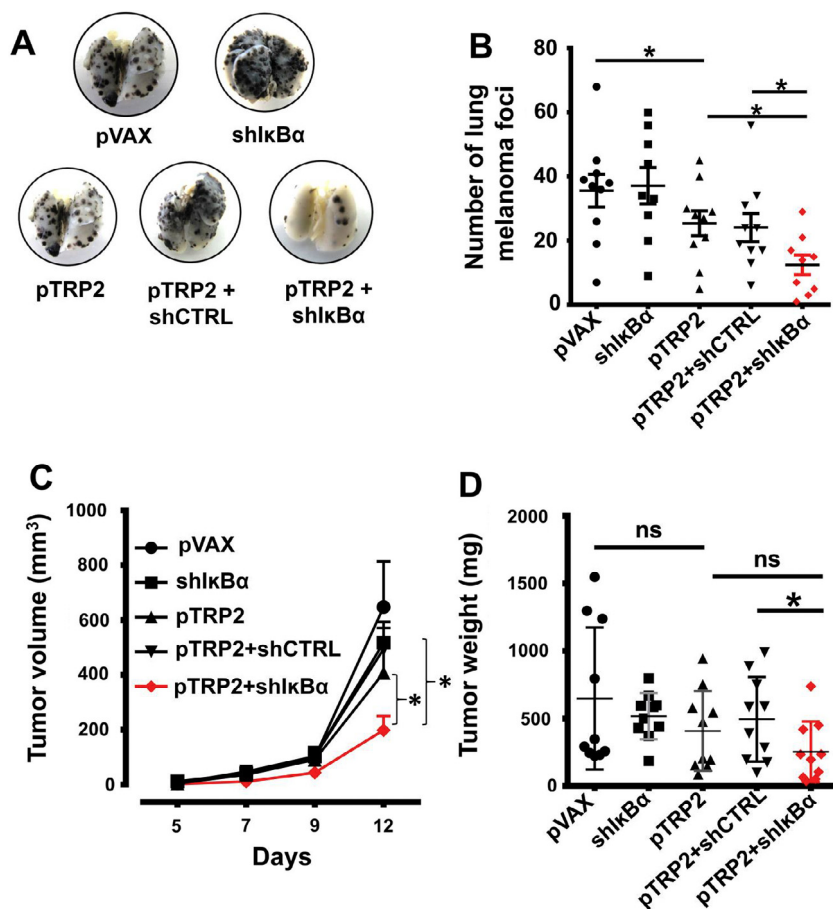 A
pVAX
shIκBα
pTRP2
pTRP2 +
shCTRL
pTRP2 +
shIκBα
B
Number of lung
melanoma foci
80
60
40
20
0
*
*
*
pVAX
shIκBα
pTRP2
pTRP2+shCTRL
pTRP2+shIκBα
C
Tumor volume (mm³)
1000
800
600
400
200
0
pVAX
shIκBα
pTRP2
pTRP2+shCTRL
pTRP2+shIκBα
*
*
5 7 9 12
Days
D
Tumor weight (mg)
2000
1500
1000
500
0
ns
ns
*
pVAX
shIκBα
pTRP2
pTRP2+shCTRL
pTRP2+shIκBα